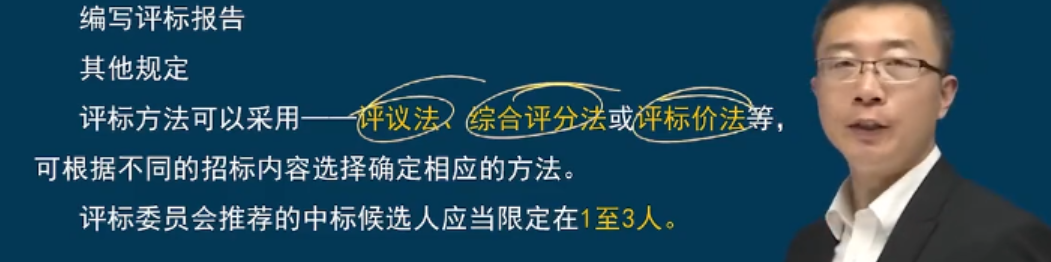 编写评标报告
其他规定
评标方法可以采用——评议法、综合评分法或评标价法等，
可根据不同的招标内容选择确定相应的方法。
评标委员会推荐的中标候选人应当限定在1至3人。